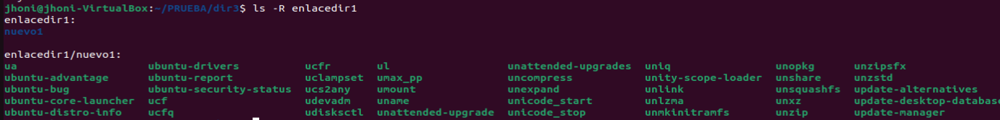 jhoni@jhoni-VirtualBox:~/PRUEBA/dir3$ ls -R enlacedir1
enlacedir1:
nuevo1

enlacedir1/nuevo1:
ua ubuntu-drivers ucfr ul unattended-upgrades uniq unopkg unzipsfx
ubuntu-advantage ubuntu-report uclampset umax_pp uncompress unity-scope-loader unshare unzstd
ubuntu-bug ubuntu-security-status ucs2any umount unexpand unlink unsquashfs update-alternatives
ubuntu-core-launcher ucf udevadm uname unicode_start unlzma unxz update-desktop-database
ubuntu-distro-info ucfq udisksctl unattended-upgrade unicode_stop unmkinitramfs unzip update-manager